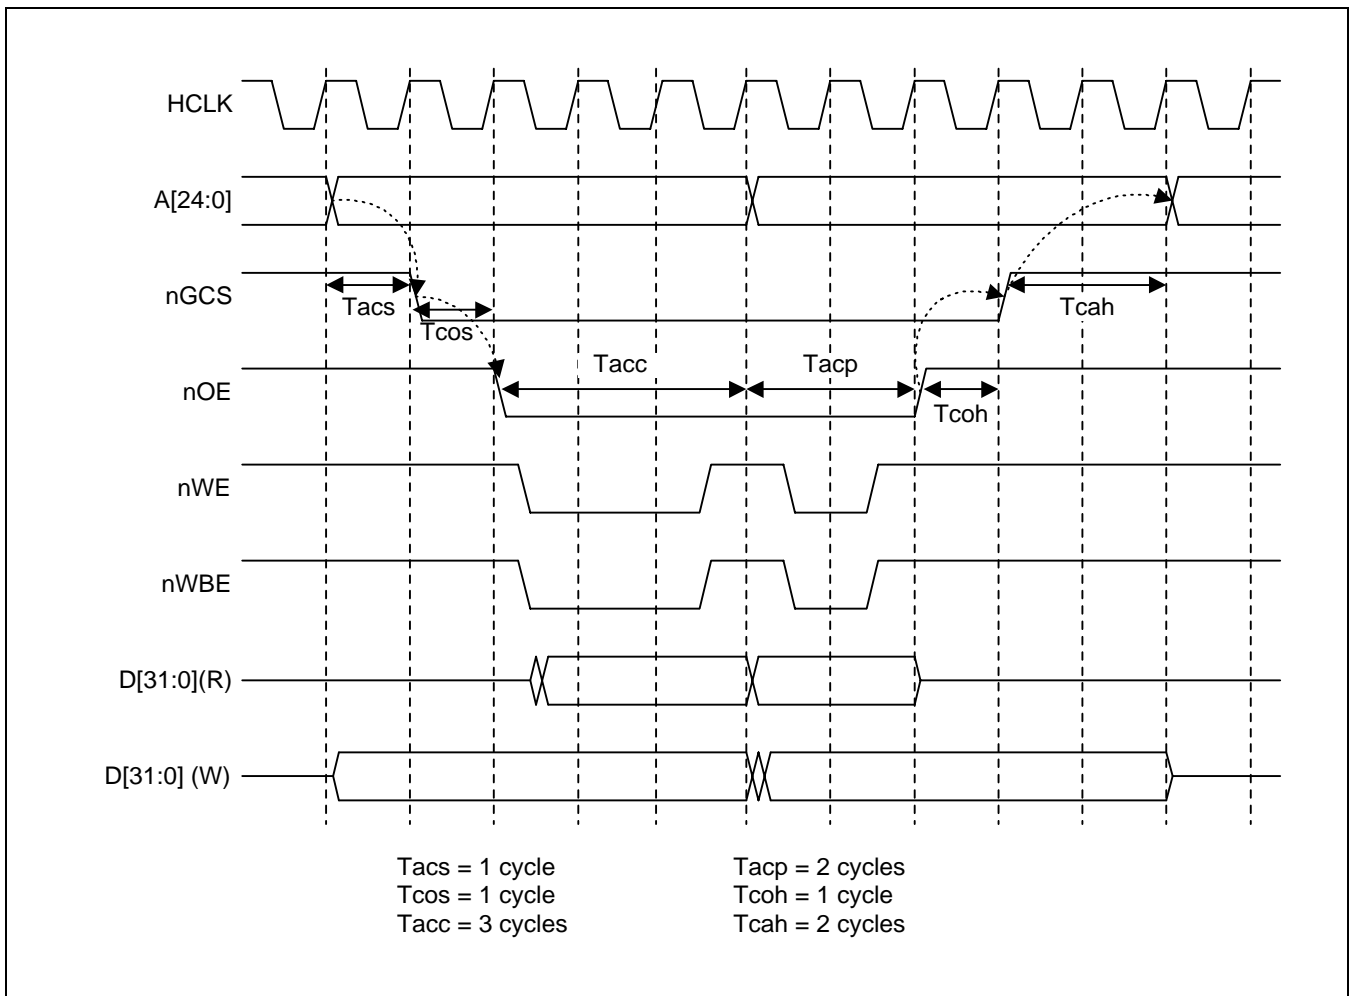 HCLK
A[24:0]
nGCS
Tacs
Tcos
Tcah
nOE
Tacc
Tacp
Tcoh
nWE
nWBE
D[31:0](R)
D[31:0] (W)
Tacs = 1 cycle
Tcos = 1 cycle
Tacc = 3 cycles
Tacp = 2 cycles
Tcoh = 1 cycle
Tcah = 2 cycles